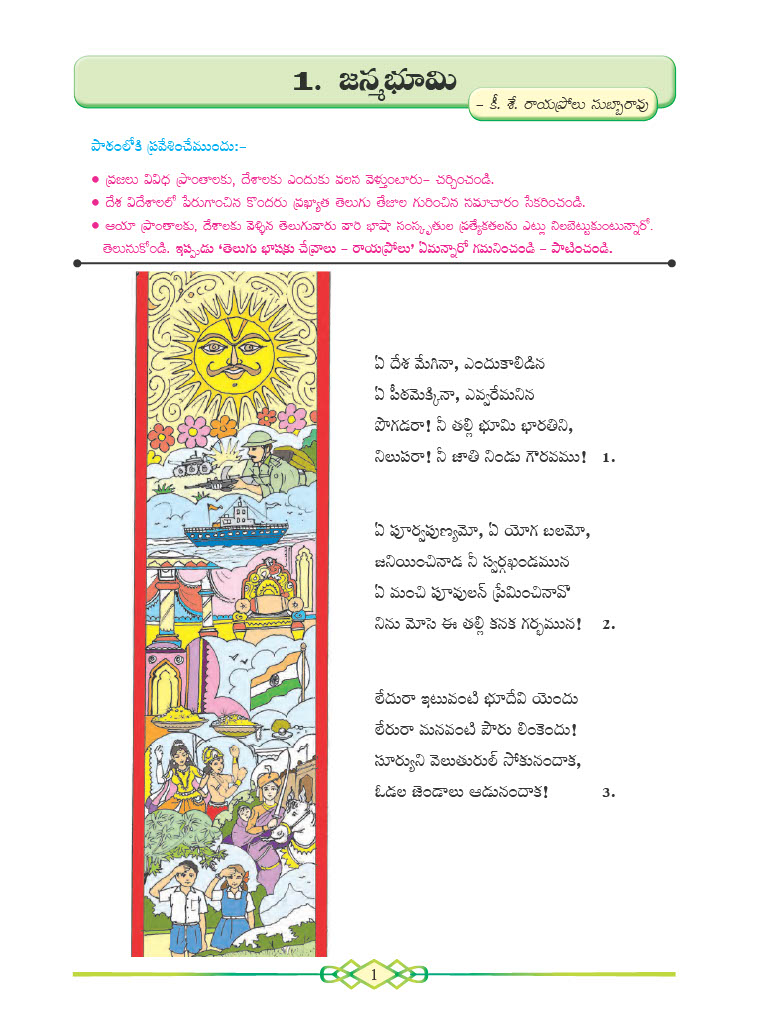 1. జన్మభూమి
– కీ. శే. రాయప్రోలు సుబ్బారావు
పాఠంలోకి ప్రవేశించేముందు:–
● ప్రజలు వివిధ ప్రాంతాలకు, దేశాలకు ఎందుకు వలస వెళ్తుంటారు– చర్చించండి.
● దేశ విదేశాలలో పేరుగాంచిన కొందరు ప్రఖ్యాత తెలుగు తేజాల గురించిన సమాచారం సేకరించండి.
● ఆయా ప్రాంతాలకు, దేశాలకు వెళ్ళిన తెలుగువారు వారి భాషా సంస్కృతుల ప్రత్యేకతలను ఎట్లు నిలబెట్టుకుంటున్నారో.
తెలుసుకోండి. ఇప్పడు ‘తెలుగు భాషకు చేవ్రాలు – రాయప్రోలు’ ఏమన్నారో గమనించండి – పాటించండి.
ఏ దేశ మేగినా, ఎందుకాలిడిన
ఏ పీఠమెక్కినా, ఎవ్వరేమనిన
పొగడరా! నీ తల్లి భూమి భారతిని,
నిలుపరా! నీ జాతి నిండు గౌరవము! 1.
ఏ పూర్వపుణ్యమో, ఏ యోగ బలమో,
జనియించినాడ నీ స్వర్గఖండమున
ఏ మంచి పూవులన్ ప్రేమించినావొ
నిను మోసె ఈ తల్లి కనక గర్భమున! 2.
లేదురా ఇటువంటి భూదేవి యెందు
లేరురా మనవంటి పౌరు లింకెందు!
సూర్యుని వెలుతురుల్ సోకునందాక,
ఓడల జెండాలు ఆడునందాక! 3.
1